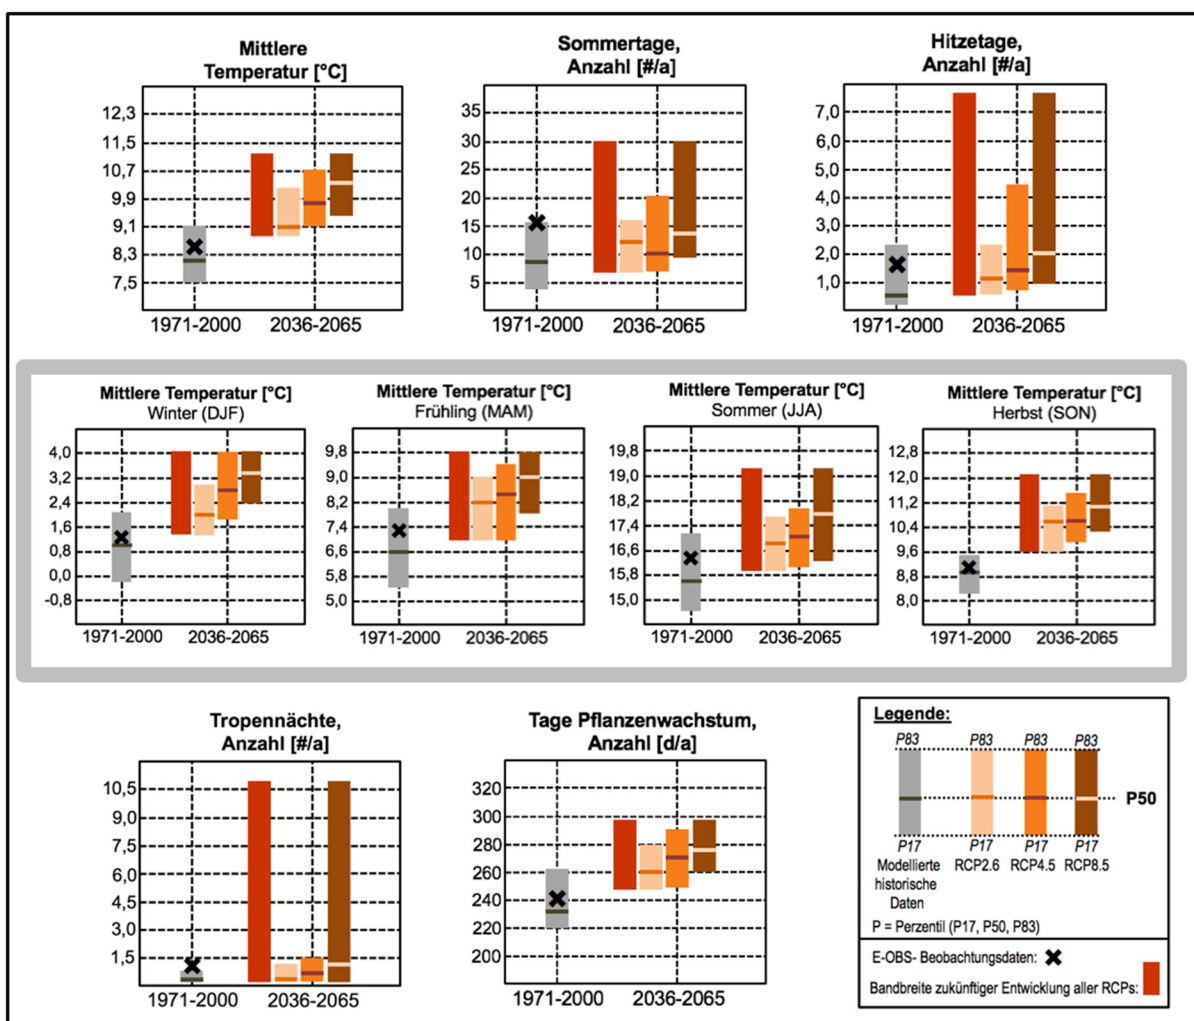 Mittlere
Temperatur [°C]
12,3
11,5
10,7
9,9
9,1
8,3
7,5
1971-2000
2036-2065
Sommertage,
Anzahl [#/a]
35
30
25
20
15
10
5
1971-2000
2036-2065
Hitzetage,
Anzahl [#/a]
7,0
6,0
5,0
4,0
3,0
2,0
1,0
1971-2000
2036-2065
Mittlere Temperatur [°C]
Winter (DJF)
4,0
3,2
2,4
1,6
0,8
0,0
-0,8
1971-2000
2036-2065
Mittlere Temperatur [°C]
Frühling (MAM)
9,8
9,0
8,2
7,4
6,6
5,8
5,0
1971-2000
2036-2065
Mittlere Temperatur [°C]
Sommer (JJA)
19,8
19,0
18,2
17,4
16,6
15,8
15,0
1971-2000
2036-2065
Mittlere Temperatur [°C]
Herbst (SON)
12,8
12,0
11,2
10,4
9,6
8,8
8,0
1971-2000
2036-2065
Tropennächte,
Anzahl [#/a]
10,5
9,0
7,5
6,0
4,5
3,0
1,5
1971-2000
2036-2065
Tage Pflanzenwachstum,
Anzahl [d/a]
320
300
280
260
240
220
200
1971-2000
2036-2065
Legende:
P83 P83 P83 P83
P50
P17 P17 P17 P17
Modellierte RCP2.6 RCP4.5 RCP8.5
historische
Daten
P = Perzentil (P17, P50, P83)
E-OBS- Beobachtungsdaten:
Bandbreite zukünftiger Entwicklung aller RCPs: